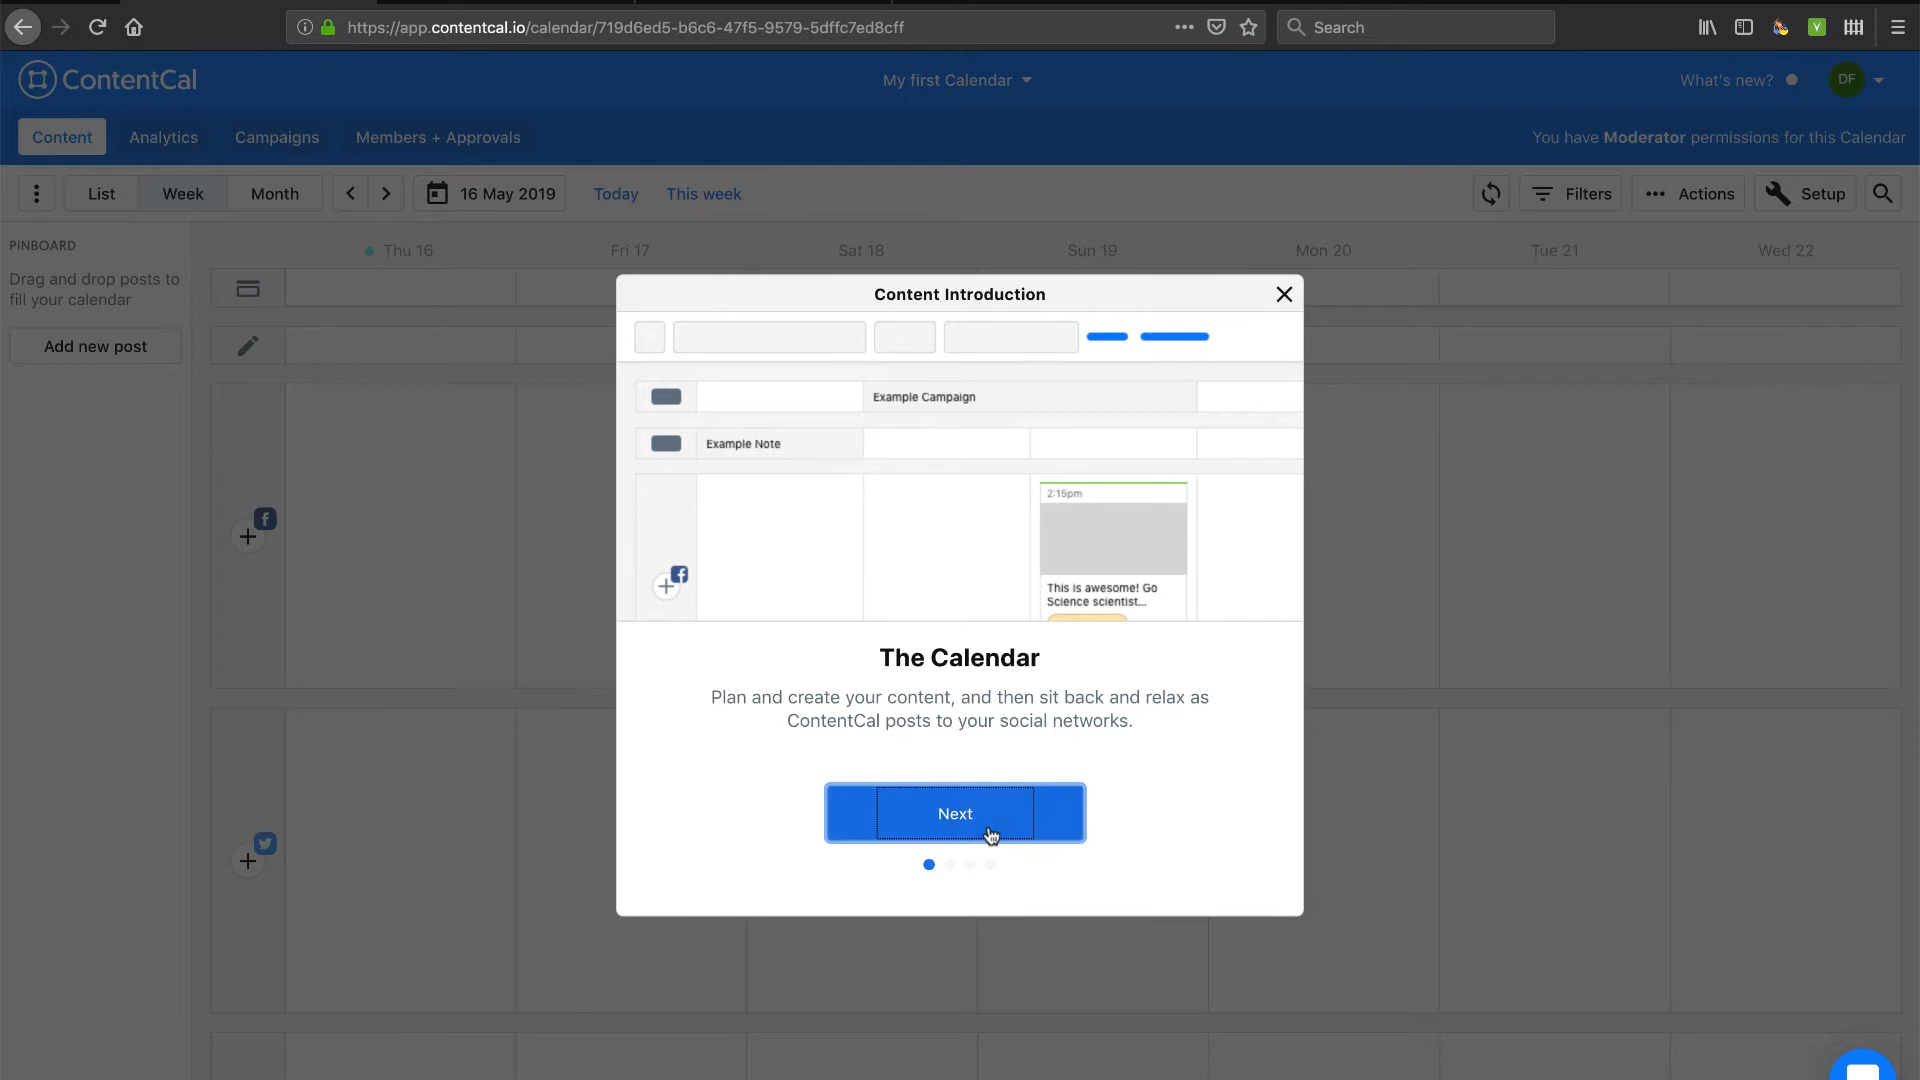 https://app.contentcal.io/calendar/719d6ed5-b6c6-47f5-9579-5dffc7ed8cff
Search
ContentCal
My first Calendar
What's new?
DF
Content
Analytics
Campaigns
Members + Approvals
You have Moderator permissions for this Calendar
List
Week
Month
16 May 2019
Today
This week
Filters
Actions
Setup
PINBOARD
Drag and drop posts to
fill your calendar
Add new post
Thu 16
Fri 17
Sat 18
Sun 19
Mon 20
Tue 21
Wed 22
Content Introduction
Example Campaign
Example Note
2:15pm
This is awesome! Go
Science scientist...
The Calendar
Plan and create your content, and then sit back and relax as
ContentCal posts to your social networks.
Next